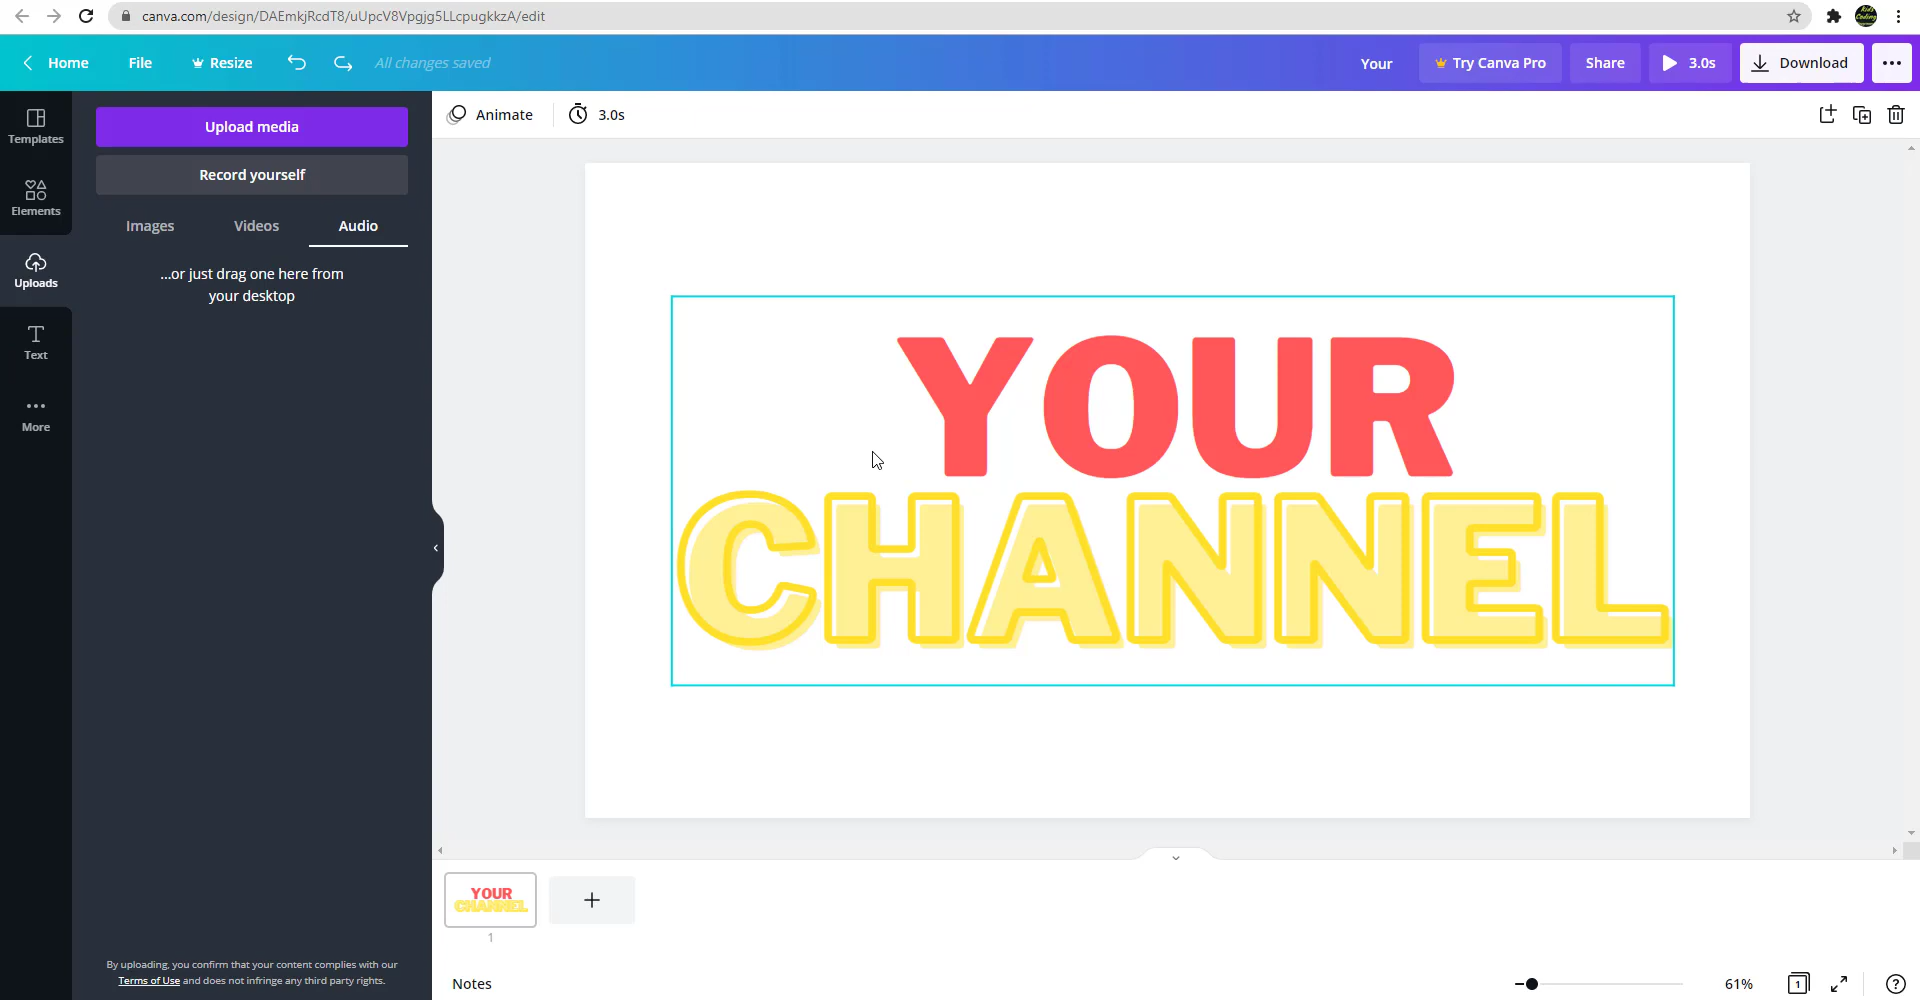 canva.com/design/DAEmkjRcdT8/uUpcV8Vpgjg5LLcpugkkzA/edit
Home File Resize All changes saved Your Try Canva Pro Share 3.0s Download
Templates
Elements
Uploads
Text
More
Upload media
Record yourself
Images Videos Audio
...or just drag one here from
your desktop
By uploading, you confirm that your content complies with our
Terms of Use and does not infringe any third party rights.
Animate 3.0s
YOUR
CHANNEL
YOUR
CHANNEL
1
Notes 61% 1 ?